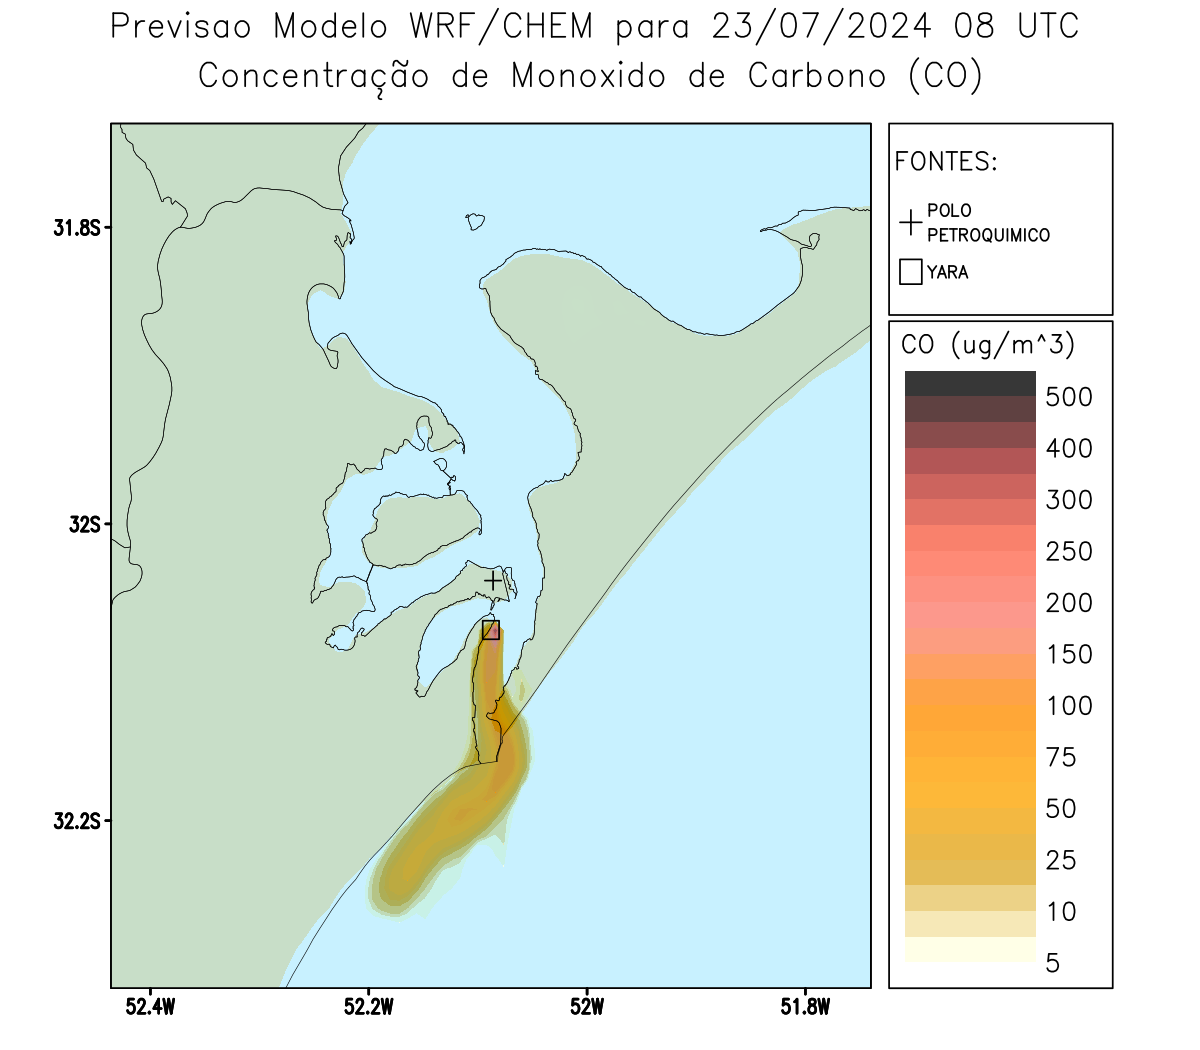 Previsao Modelo WRF/CHEM para 23/07/2024 08 UTC
Concentração de Monoxido de Carbono (CO)
FONTES:
POLO
PETROQUIMICO
YARA
CO (ug/m^3)
500
400
300
250
200
150
100
75
50
25
10
5
31.8S
32S
32.2S
52.4W
52.2W
52W
51.8W